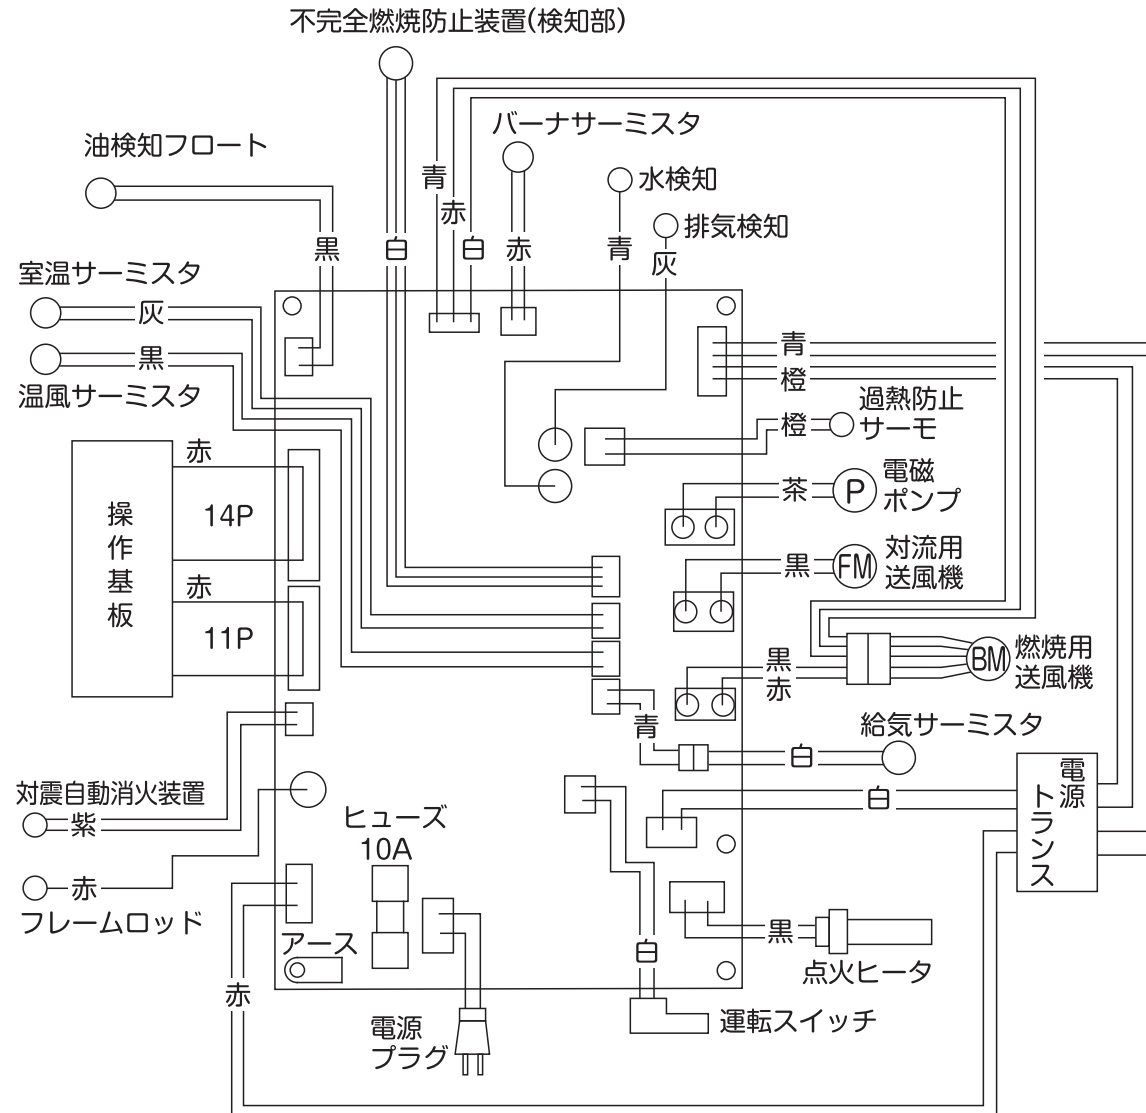 不完全燃焼防止装置(検知部)
バーナサーミスタ
油検知フロート
青
水検知
赤
排気検知
黒
白
白
赤
青
灰
室温サーミスタ
灰
黒
温風サーミスタ
青
橙
過熱防止
サーモ
橙
赤
電磁
ポンプ
茶
P
操作基板
14P
対流用
送風機
黒
FM
赤
11P
燃焼用
送風機
黒
赤
BM
青
給気サーミスタ
白
対震自動消火装置
紫
電源
トランス
白
ヒューズ
10A
赤
フレームロッド
アース
黒
白
点火ヒータ
赤
電源
プラグ
運転スイッチ